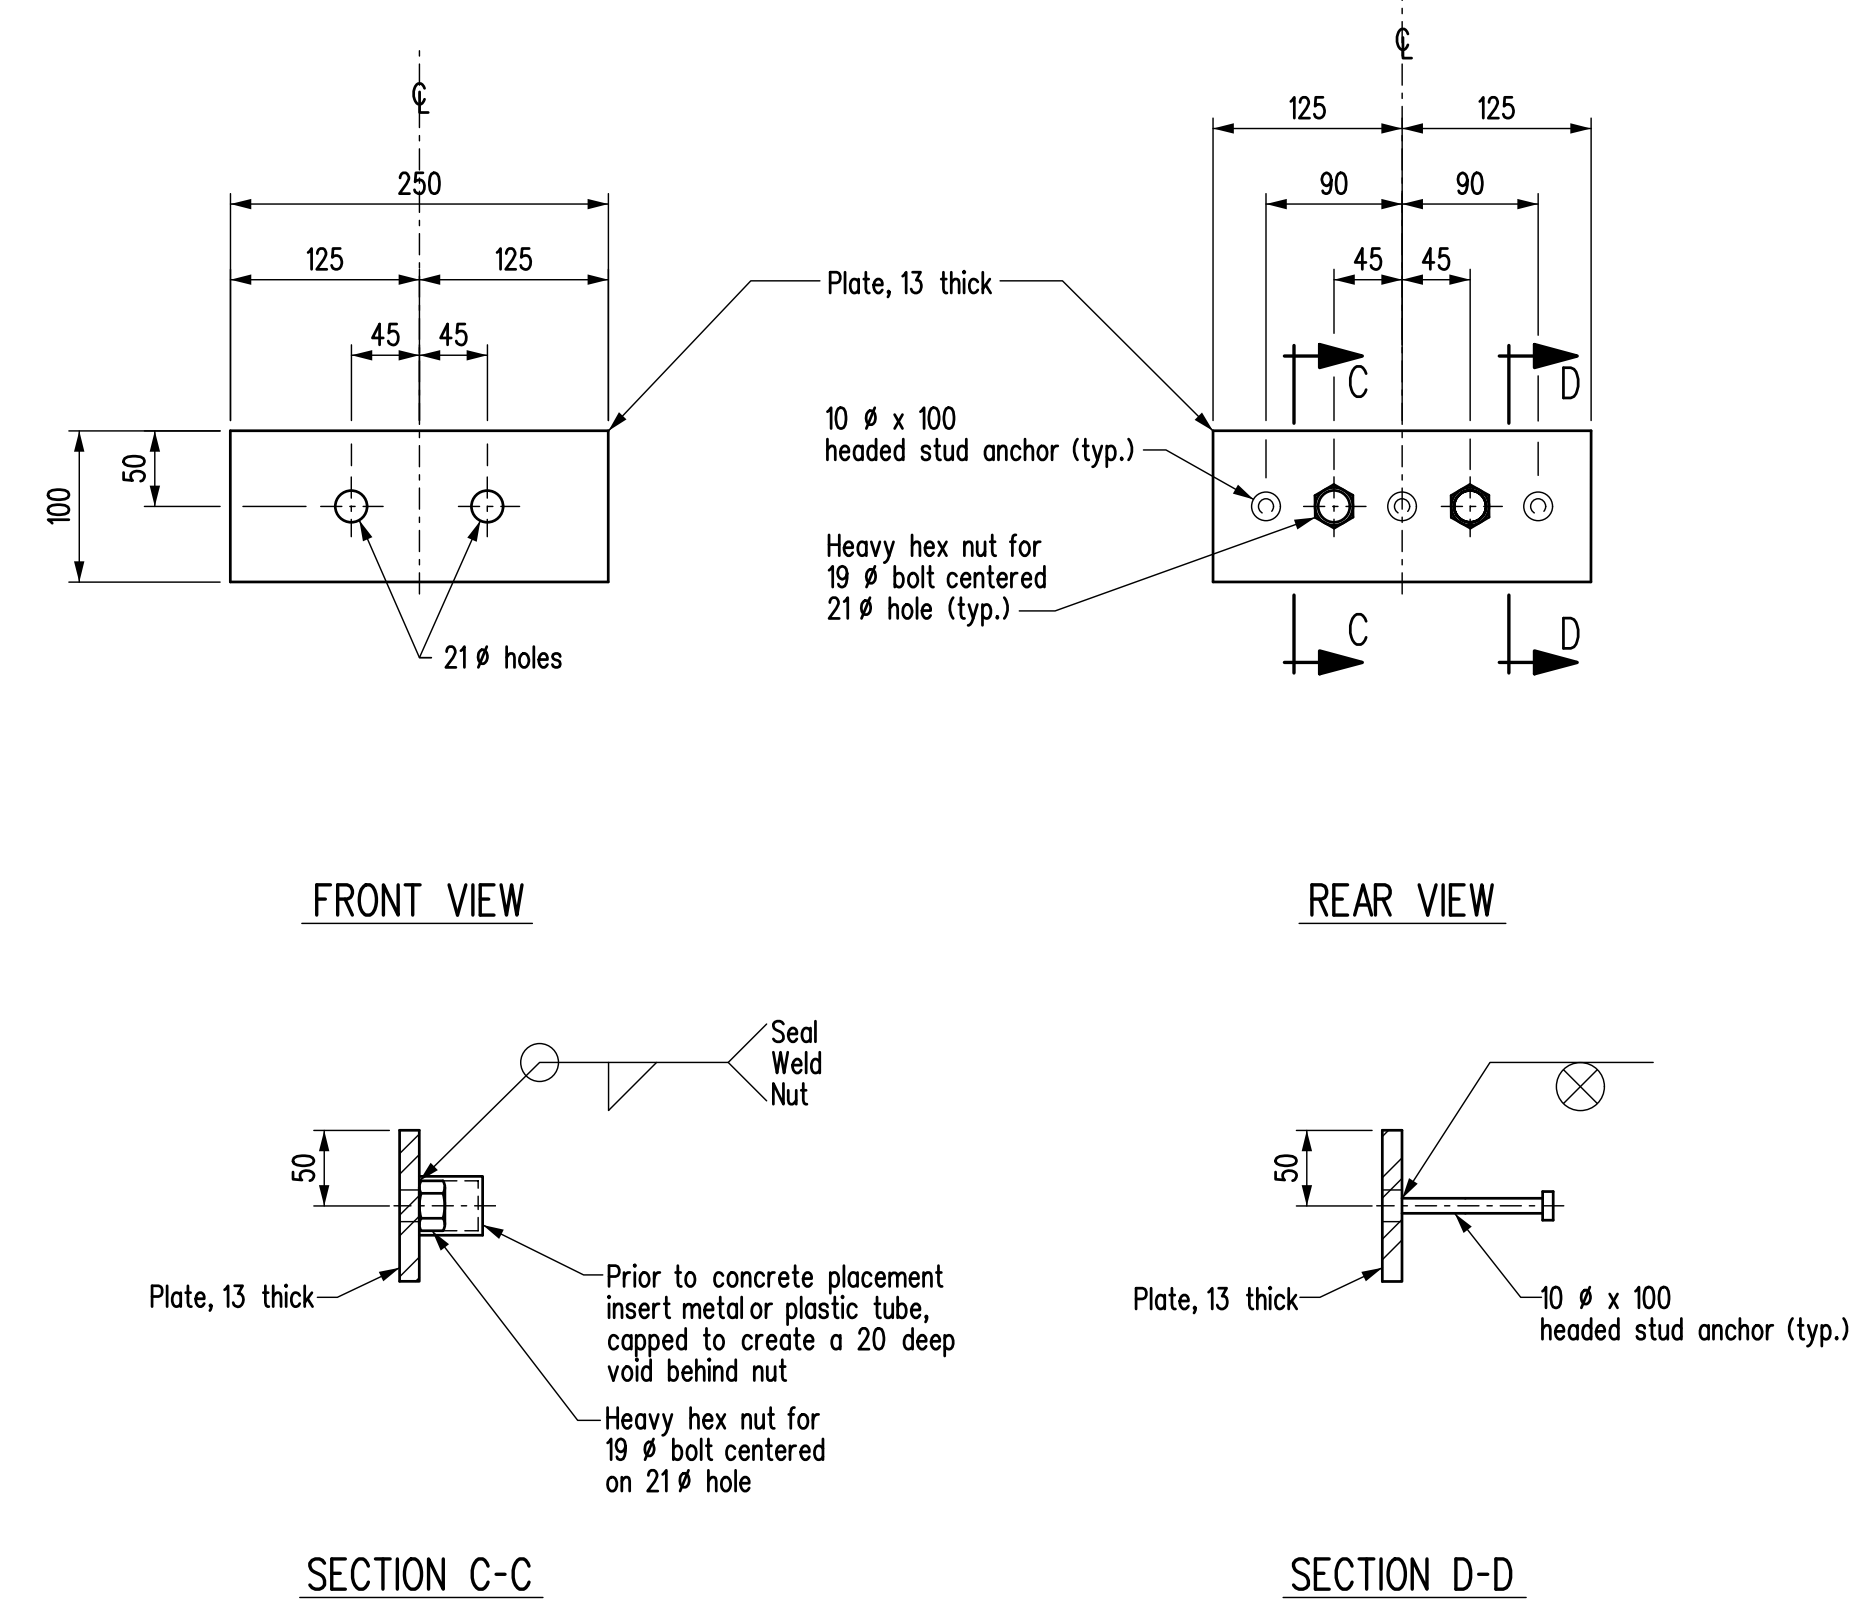 ℄
250
125 125
45 45
50
100
21 ø holes
FRONT VIEW
Plate, 13 thick
10 ø x 100
headed stud anchor (typ.)
Heavy hex nut for
19 ø bolt centered
21 ø hole (typ.)
℄
125 125
90 90
45 45
C D
C D
REAR VIEW
Seal
Weld
Nut
50
Plate, 13 thick
Prior to concrete placement
insert metal or plastic tube,
capped to create a 20 deep
void behind nut
Heavy hex nut for
19 ø bolt centered
on 21 ø hole
SECTION C-C
50
Plate, 13 thick
10 ø x 100
headed stud anchor (typ.)
SECTION D-D